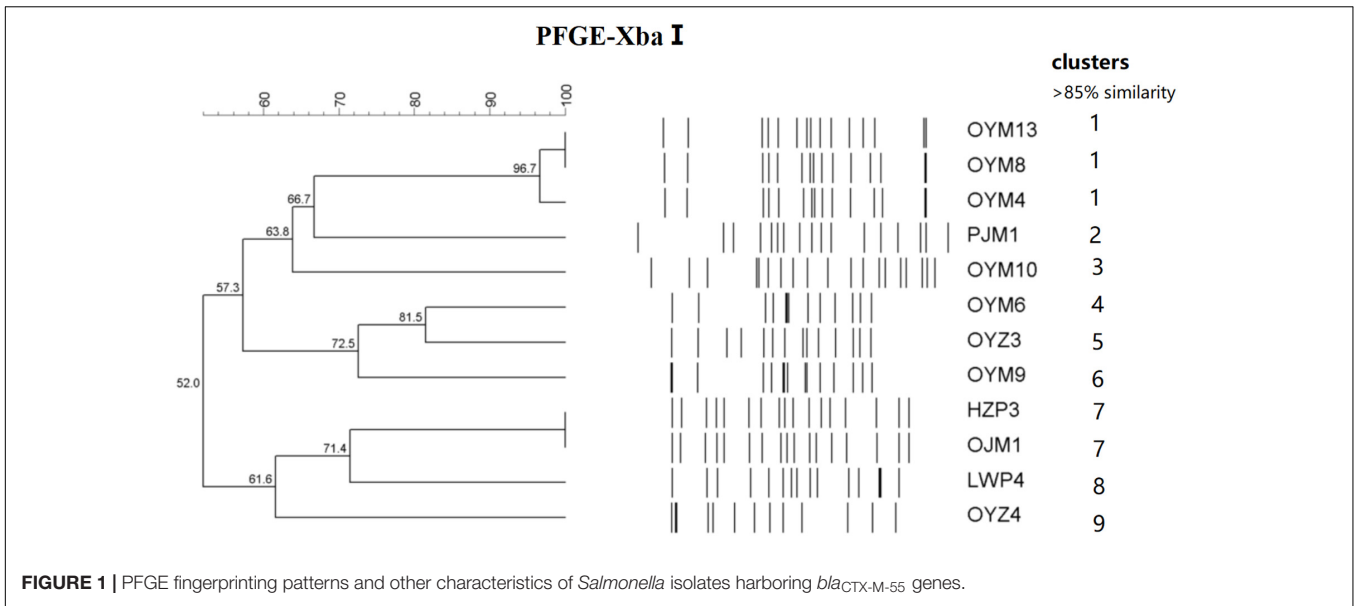 PFGE-Xba I
clusters
>85% similarity
60 70 80 90 100
OYM13 1
96.7 OYM8 1
66.7 OYM4 1
63.8 PJM1 2
OYM10 3
57.3 OYM6 4
81.5
72.5 OYZ3 5
52.0 OYM9 6
HZP3 7
71.4 OJM1 7
61.6 LWP4 8
OYZ4 9
FIGURE 1 | PFGE fingerprinting patterns and other characteristics of Salmonella isolates harboring blaCTX-M-55 genes.